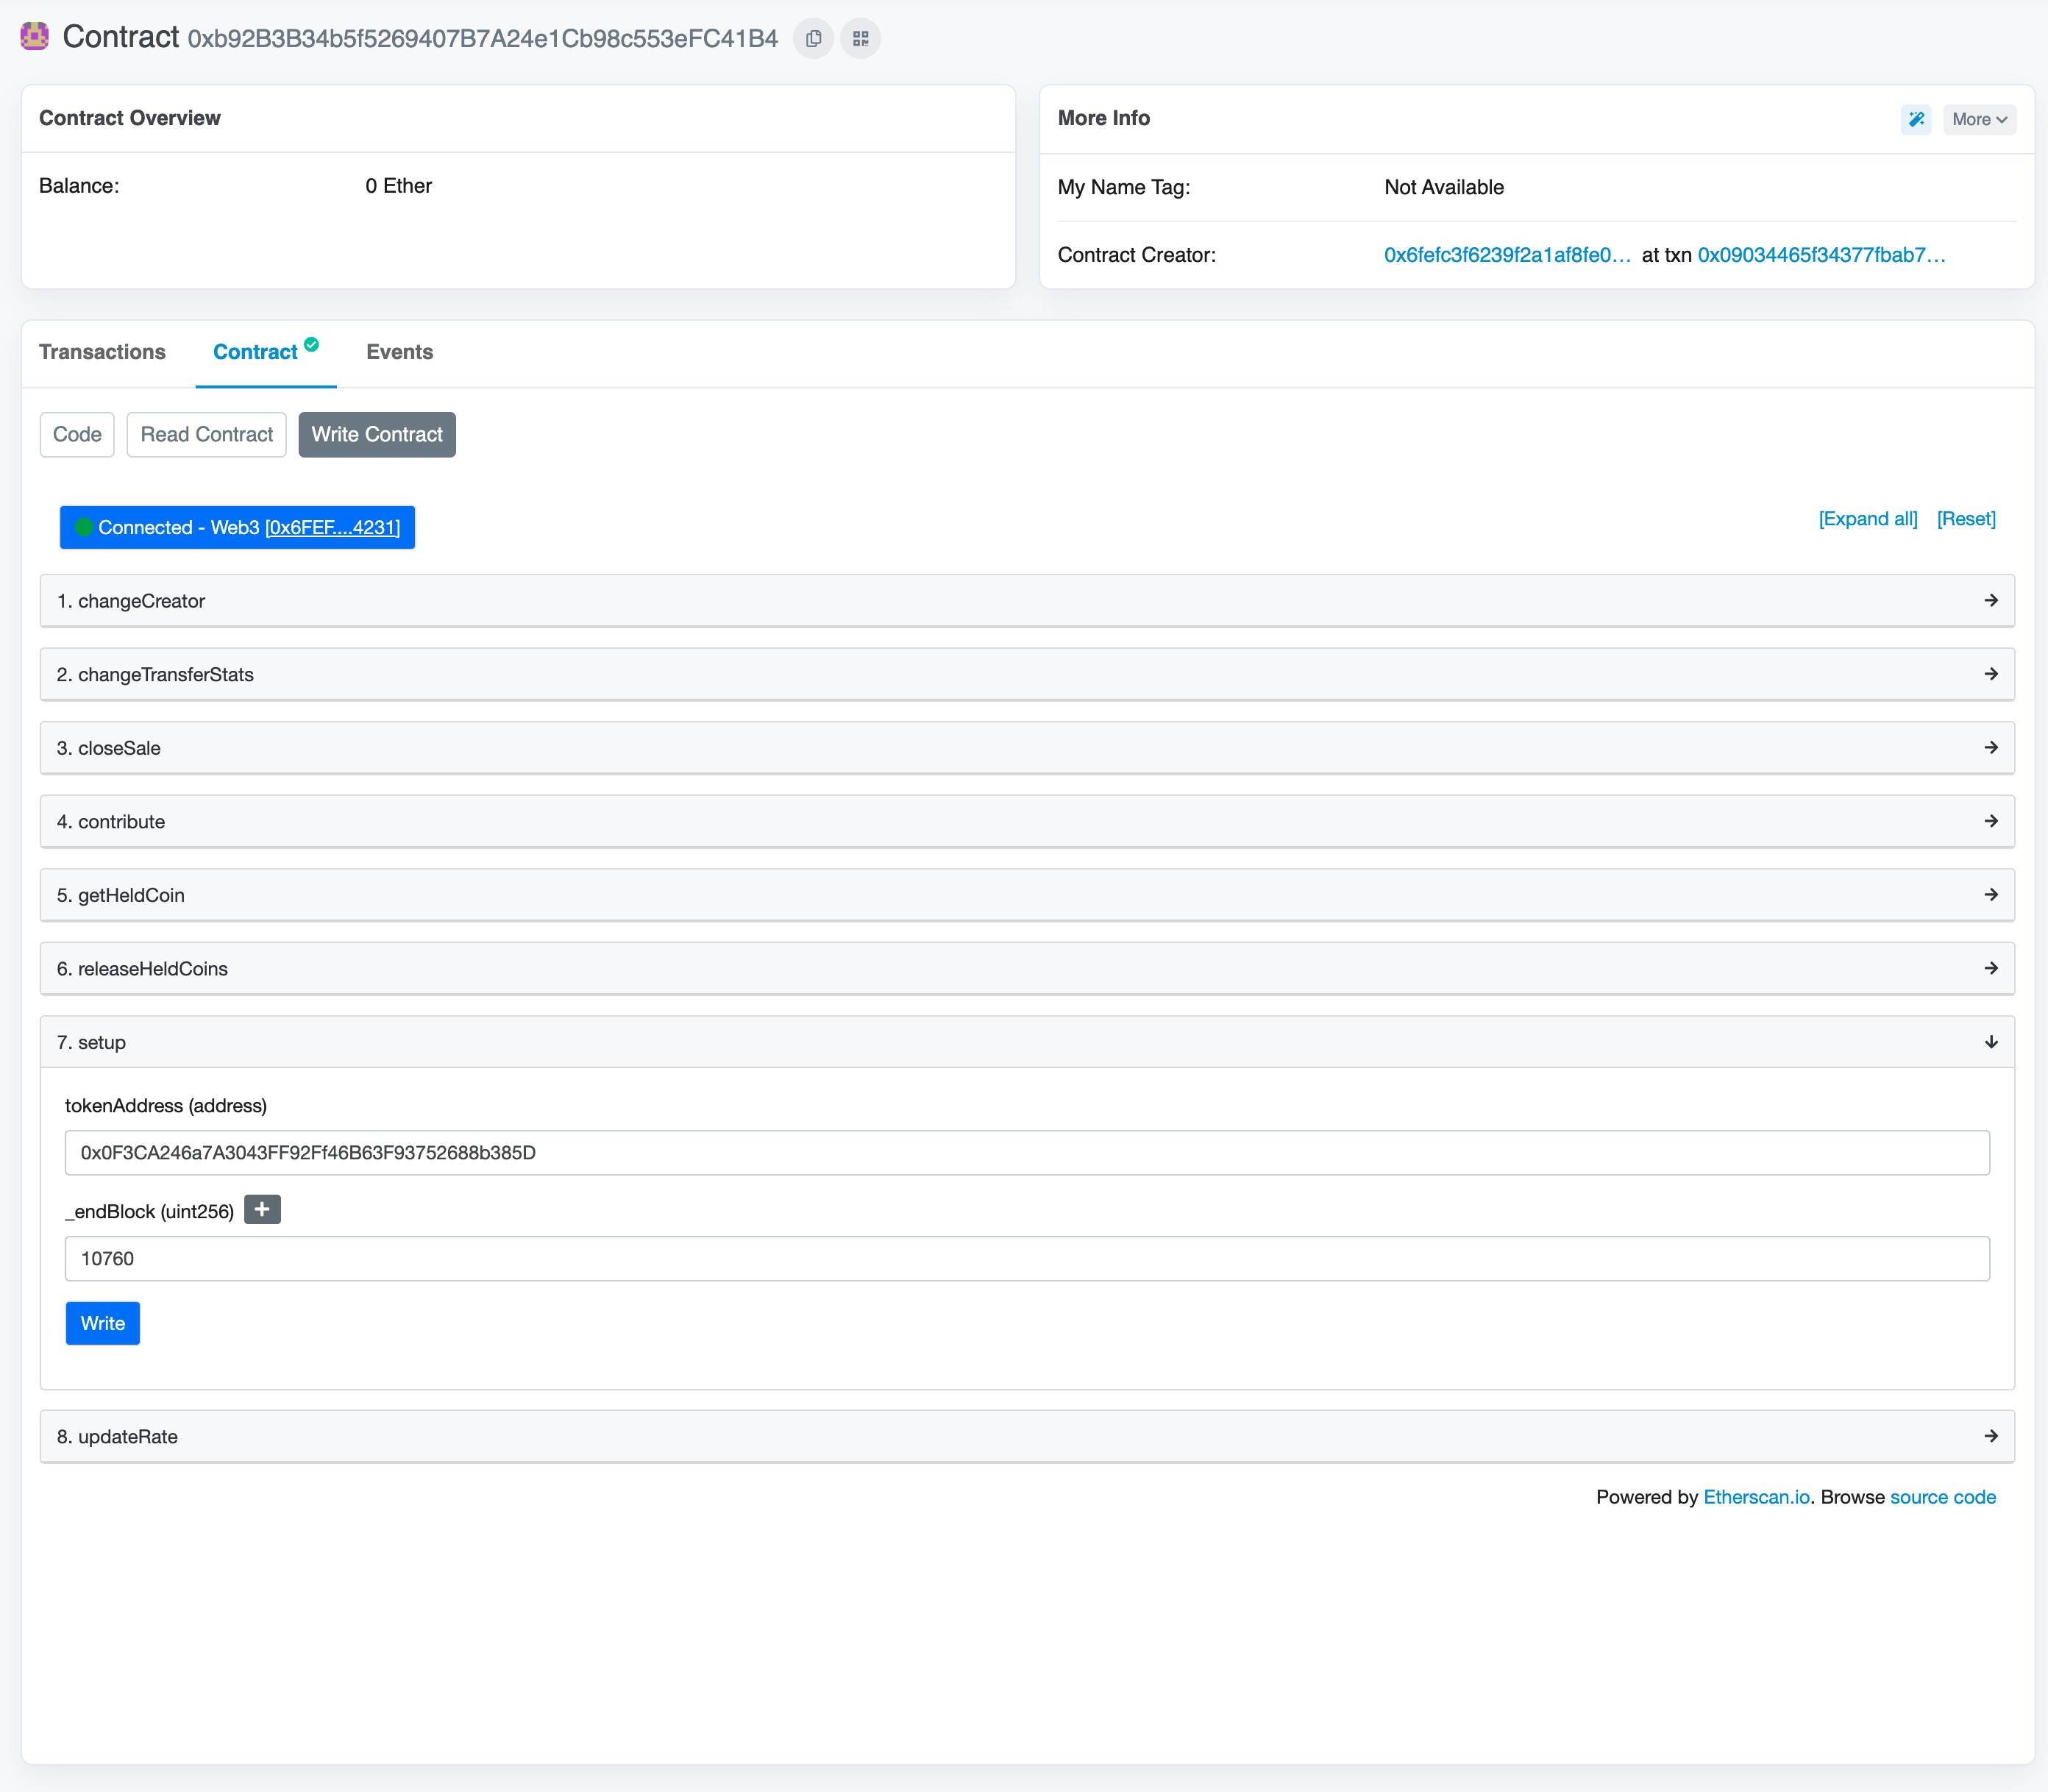 Contract 0xb92B3B34b5f5269407B7A24e1Cb98c553eFC41B4
Contract Overview
Balance: 0 Ether
More Info
More
My Name Tag: Not Available
Contract Creator: 0x6fefc3f6239f2a1af8fe0... at txn 0x09034465f34377fbab7...
Transactions Contract Events
Code Read Contract Write Contract
Connected - Web3 [0x6FEF....4231]
[Expand all] [Reset]
1. changeCreator
2. changeTransferStats
3. closeSale
4. contribute
5. getHeldCoin
6. releaseHeldCoins
7. setup
tokenAddress (address)
0x0F3CA246a7A3043FF92Ff46B63F93752688b385D
_endBlock (uint256) +
10760
Write
8. updateRate
Powered by Etherscan.io. Browse source code